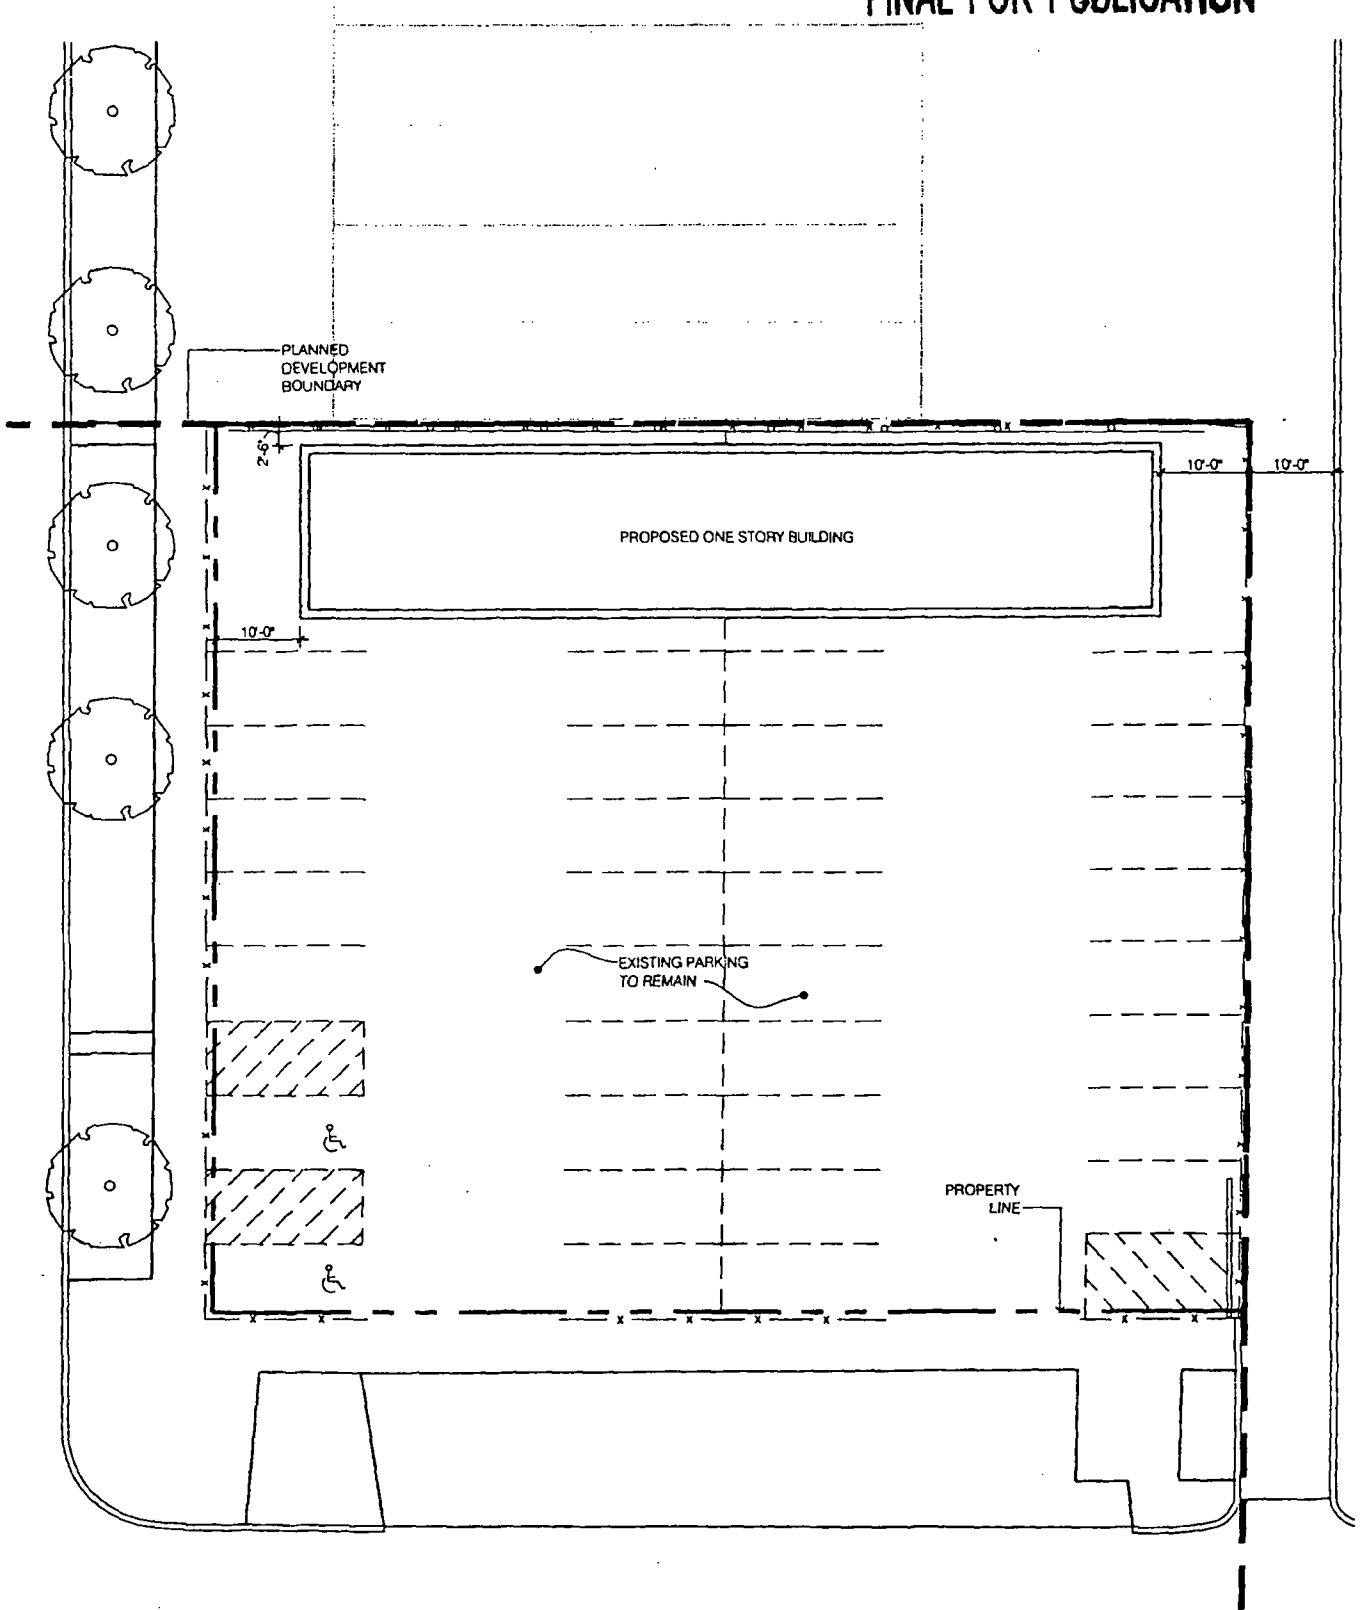 FINAL FOR PUBLICATION
PLANNED
DEVELOPMENT
BOUNDARY
2'-6"
10'-0"
10'-0"
PROPOSED ONE STORY BUILDING
10'-0"
EXISTING PARKING
TO REMAIN
PROPERTY
LINE